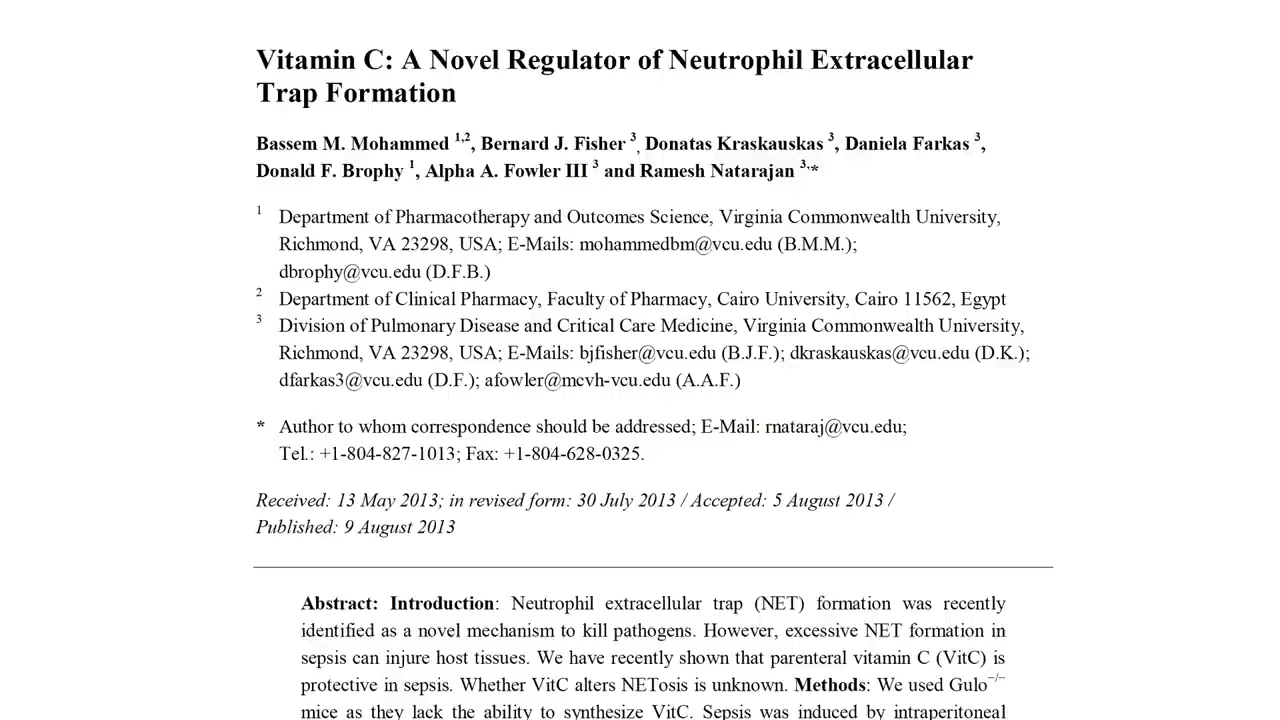 Vitamin C: A Novel Regulator of Neutrophil Extracellular
Trap Formation
Bassem M. Mohammed 1,2, Bernard J. Fisher 3, Donatas Kraskauskas 3, Daniela Farkas 3,
Donald F. Brophy 1, Alpha A. Fowler III 3 and Ramesh Natarajan 3,*
1 Department of Pharmacotherapy and Outcomes Science, Virginia Commonwealth University,
Richmond, VA 23298, USA; E-Mails: mohammedbm@vcu.edu (B.M.M.);
dbrophy@vcu.edu (D.F.B.)
2 Department of Clinical Pharmacy, Faculty of Pharmacy, Cairo University, Cairo 11562, Egypt
3 Division of Pulmonary Disease and Critical Care Medicine, Virginia Commonwealth University,
Richmond, VA 23298, USA; E-Mails: bjfisher@vcu.edu (B.J.F.); dkraskauskas@vcu.edu (D.K.);
dfarkas3@vcu.edu (D.F.); afowler@mcvh-vcu.edu (A.A.F.)
* Author to whom correspondence should be addressed; E-Mail: rnataraj@vcu.edu;
Tel.: +1-804-827-1013; Fax: +1-804-628-0325.
Received: 13 May 2013; in revised form: 30 July 2013 / Accepted: 5 August 2013 /
Published: 9 August 2013
Abstract: Introduction: Neutrophil extracellular trap (NET) formation was recently
identified as a novel mechanism to kill pathogens. However, excessive NET formation in
sepsis can injure host tissues. We have recently shown that parenteral vitamin C (VitC) is
protective in sepsis. Whether VitC alters NETosis is unknown. Methods: We used Gulo−/−
mice as they lack the ability to synthesize VitC. Sepsis was induced by intraperitoneal